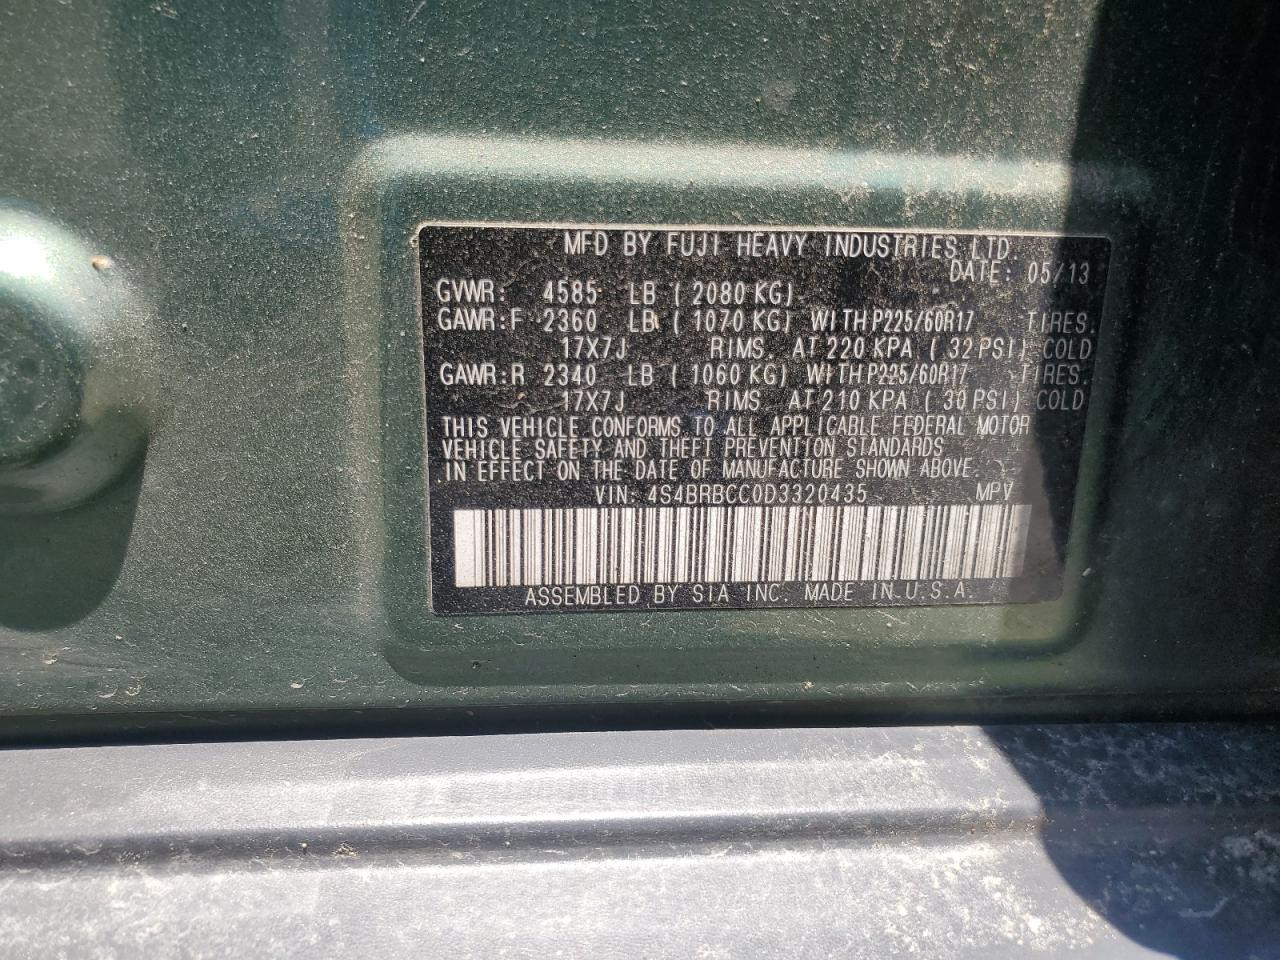 MFD BY FUJI HEAVY INDUSTRIES LTD.
DATE: 05/13
GVWR: 4585 LB (2080 KG)
GAWR:F 2360 LB (1070 KG) WITH P225/60R17 TIRES.
17X7J RIMS. AT 220 KPA (32 PSI) COLD
GAWR:R 2340 LB (1060 KG) WITH P225/60R17 TIRES.
17X7J RIMS AT 210 KPA (30 PSI) COLD
THIS VEHICLE CONFORMS TO ALL APPLICABLE FEDERAL MOTOR
VEHICLE SAFETY AND THEFT PREVENTION STANDARDS
IN EFFECT ON THE DATE OF MANUFACTURE SHOWN ABOVE.
VIN: 4S4BRBCC0D3320435 MPV
ASSEMBLED BY SIA INC. MADE IN U.S.A.